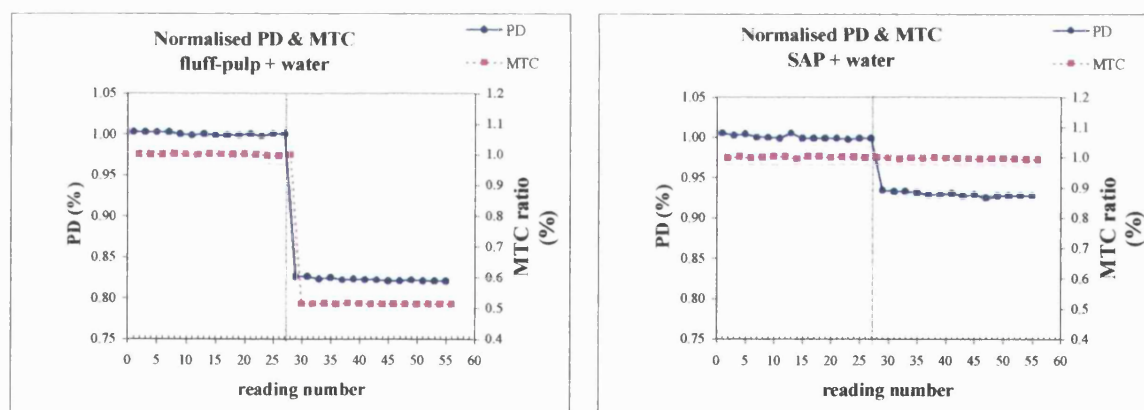 Normalised PD & MTC
fluff-pulp + water
PD
MTC
1.05
1.00
0.95
0.90
0.85
0.80
0.75
PD (%)
1.2
1.1
1.0
0.9
0.8
0.7
0.6
0.5
0.4
MTC ratio
(%)
0 5 10 15 20 25 30 35 40 45 50 55 60
reading number
Normalised PD & MTC
SAP + water
PD
MTC
1.05
1.00
0.95
0.90
0.85
0.80
0.75
PD (%)
1.2
1.1
1.0
0.9
0.8
0.7
0.6
0.5
0.4
MTC ratio
(%)
0 5 10 15 20 25 30 35 40 45 50 55 60
reading number